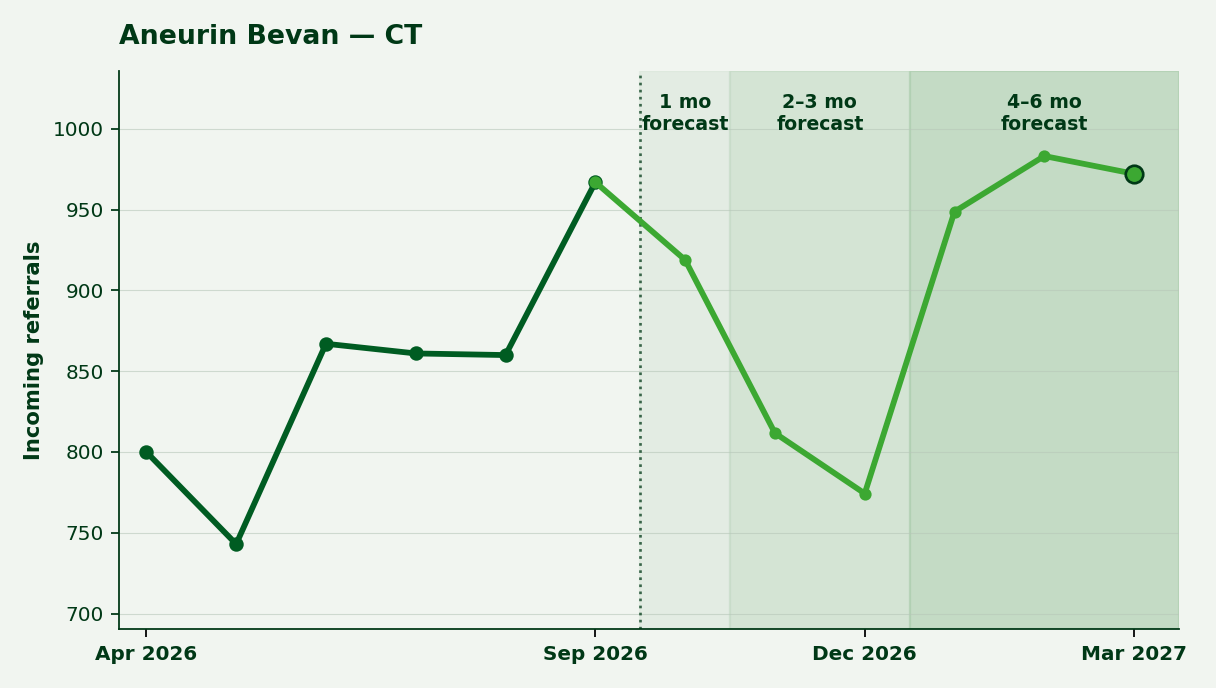 Aneurin Bevan — CT
1 mo
forecast
2–3 mo
forecast
4–6 mo
forecast
Incoming referrals
1000
950
900
850
800
750
700
Apr 2026
Sep 2026
Dec 2026
Mar 2027